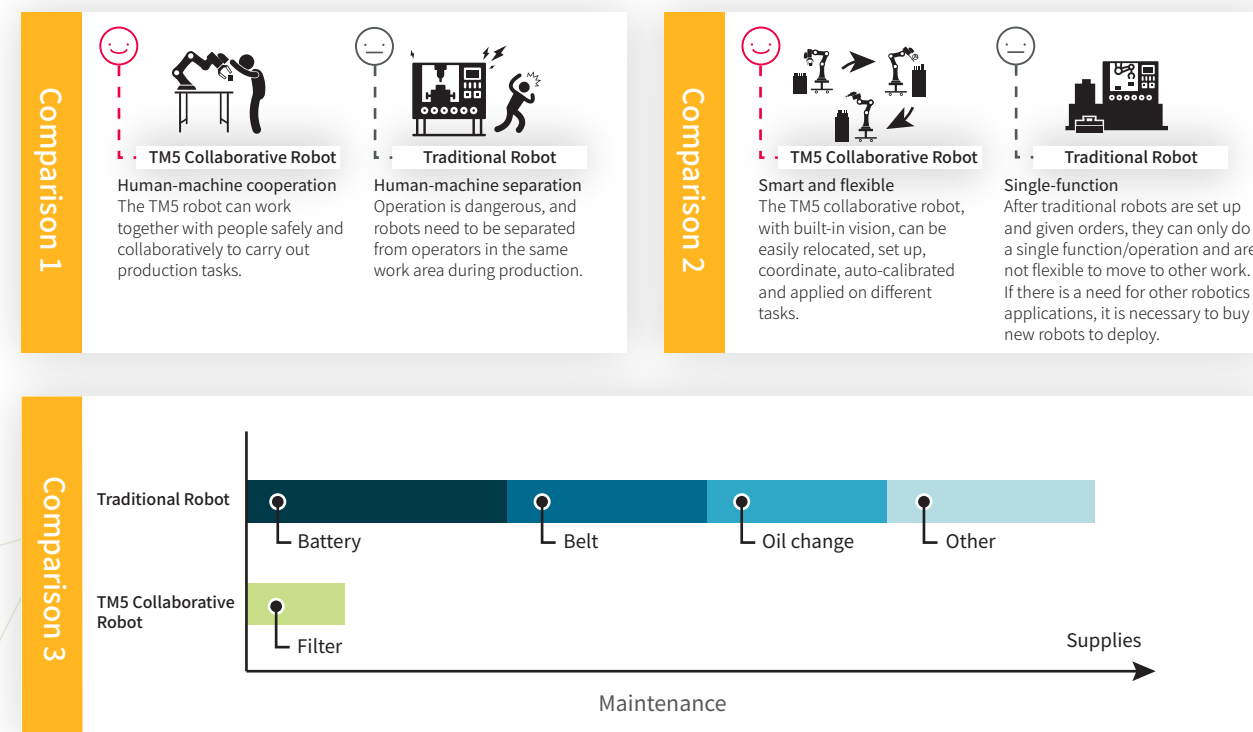 Comparison 1
TM5 Collaborative Robot
Human-machine cooperation
The TM5 robot can work
together with people safely and
collaboratively to carry out
production tasks.
Traditional Robot
Human-machine separation
Operation is dangerous, and
robots need to be separated
from operators in the same
work area during production.
Comparison 2
TM5 Collaborative Robot
Smart and flexible
The TM5 collaborative robot,
with built-in vision, can be
easily relocated, set up,
coordinate, auto-calibrated
and applied on different
tasks.
Traditional Robot
Single-function
After traditional robots are set up
and given orders, they can only do
a single function/operation and are
not flexible to move to other work.
If there is a need for other robotics
applications, it is necessary to buy
new robots to deploy.
Comparison 3
Traditional Robot
Battery
Belt
Oil change
Other
TM5 Collaborative
Robot
Filter
Supplies
Maintenance